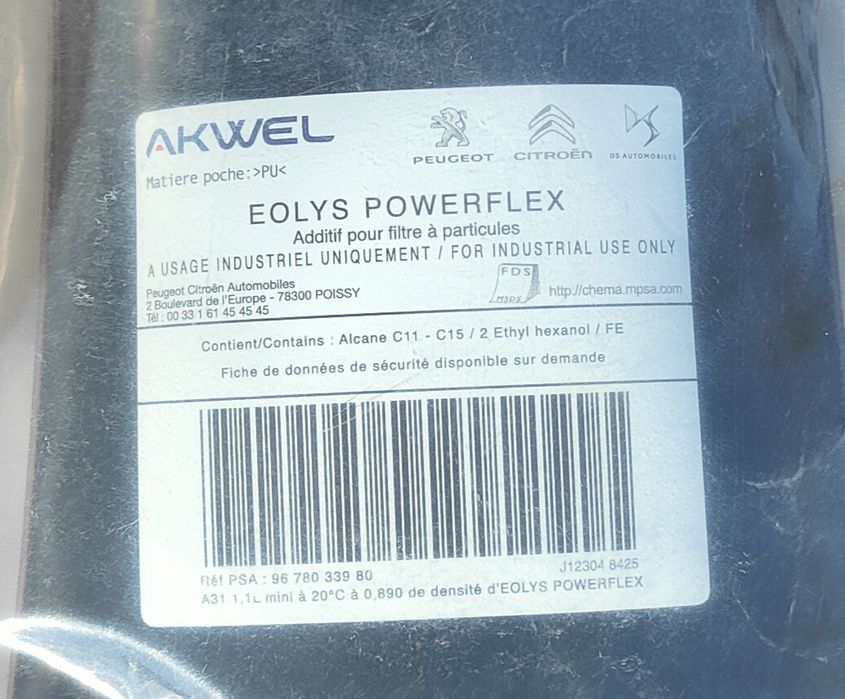 AKWEL
PEUGEOT
CITROËN
DS AUTOMOBILES
Matiere poche:>PU<
EOLYS POWERFLEX
Additif pour filtre à particules
A USAGE INDUSTRIEL UNIQUEMENT / FOR INDUSTRIAL USE ONLY
Peugeot Citroën Automobiles
2 Boulevard de l'Europe - 78300 POISSY
Tél : 00 33 1 61 45 45 45
FDS
MSDS
http://chema.mpsa.com
Contient/Contains : Alcane C11 - C15 / 2 Ethyl hexanol / FE
Fiche de données de sécurité disponible sur demande
Réf PSA : 96 780 339 80
J12304 8425
A31 1,1L mini à 20°C à 0,890 de densité d'EOLYS POWERFLEX